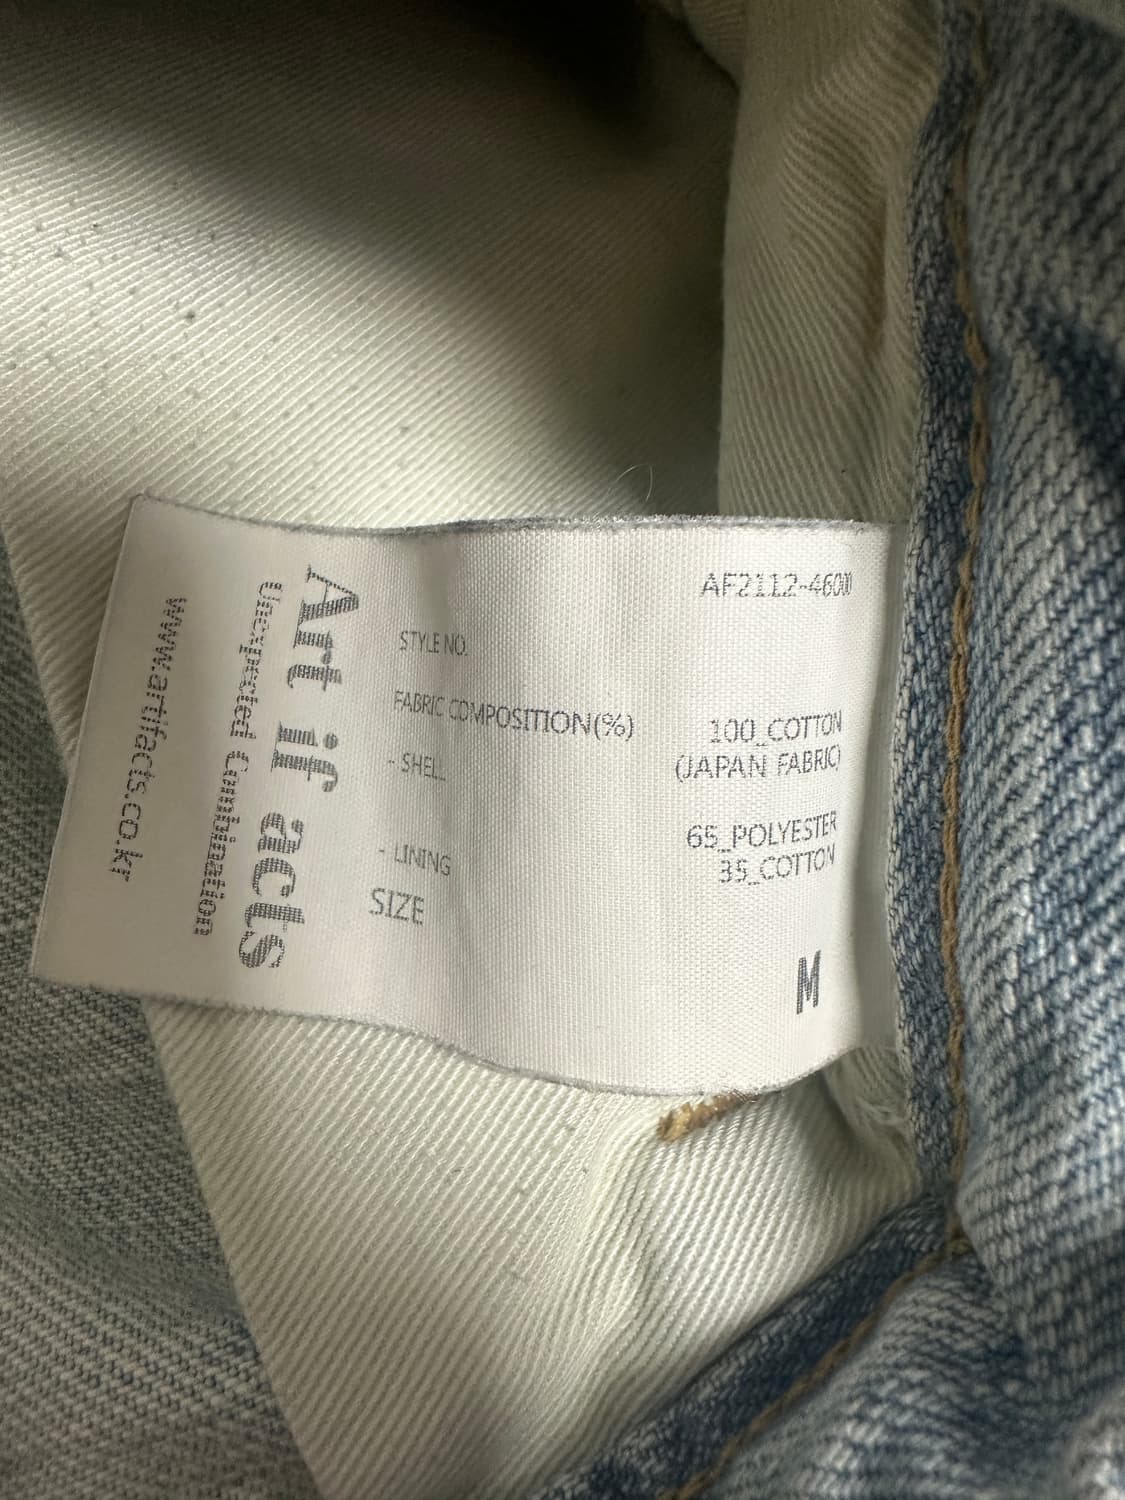 STYLE NO. AF2112-46000
FABRIC COMPOSITION(%)
- SHELL 100_COTTON
(JAPAN FABRIC)
- LINING 65_POLYESTER
35_COTTON
SIZE M
Art if acts
Unexpected Combination
www.artifacts.co.kr